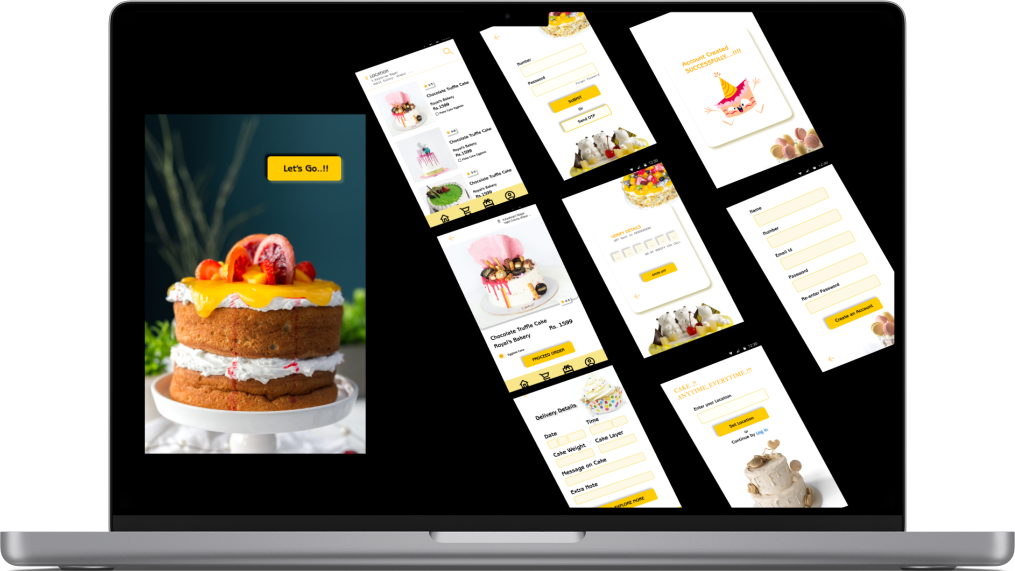 Let's Go..!!
LOCATION
Chocolate Truffle Cake
Royal's Bakery
Rs. 1599
Chocolate Truffle Cake
Royal's Bakery
Rs 1599
Chocolate Truffle Cake
Royal's Bakery
Rs 1599
Number
Password
SUBMIT
Or
Send OTP
Account Created
SUCCESSFULLY...!!!!
Chocolate Truffle Cake
Royal's Bakery
Rs. 1599
PROCEED ORDER
VERIFY DETAILS
12:30
Name
Number
Email Id
Password
Re-enter Password
Create an Account
Delivery Details
Date
Time
Cake Weight
Cake Layer
Message on Cake
Extra Note
EXPLORE MORE
CAKE..!!
ANYTIME, EVERYTIME !!!
Enter your Location
Set Location
or
Continue by Log In